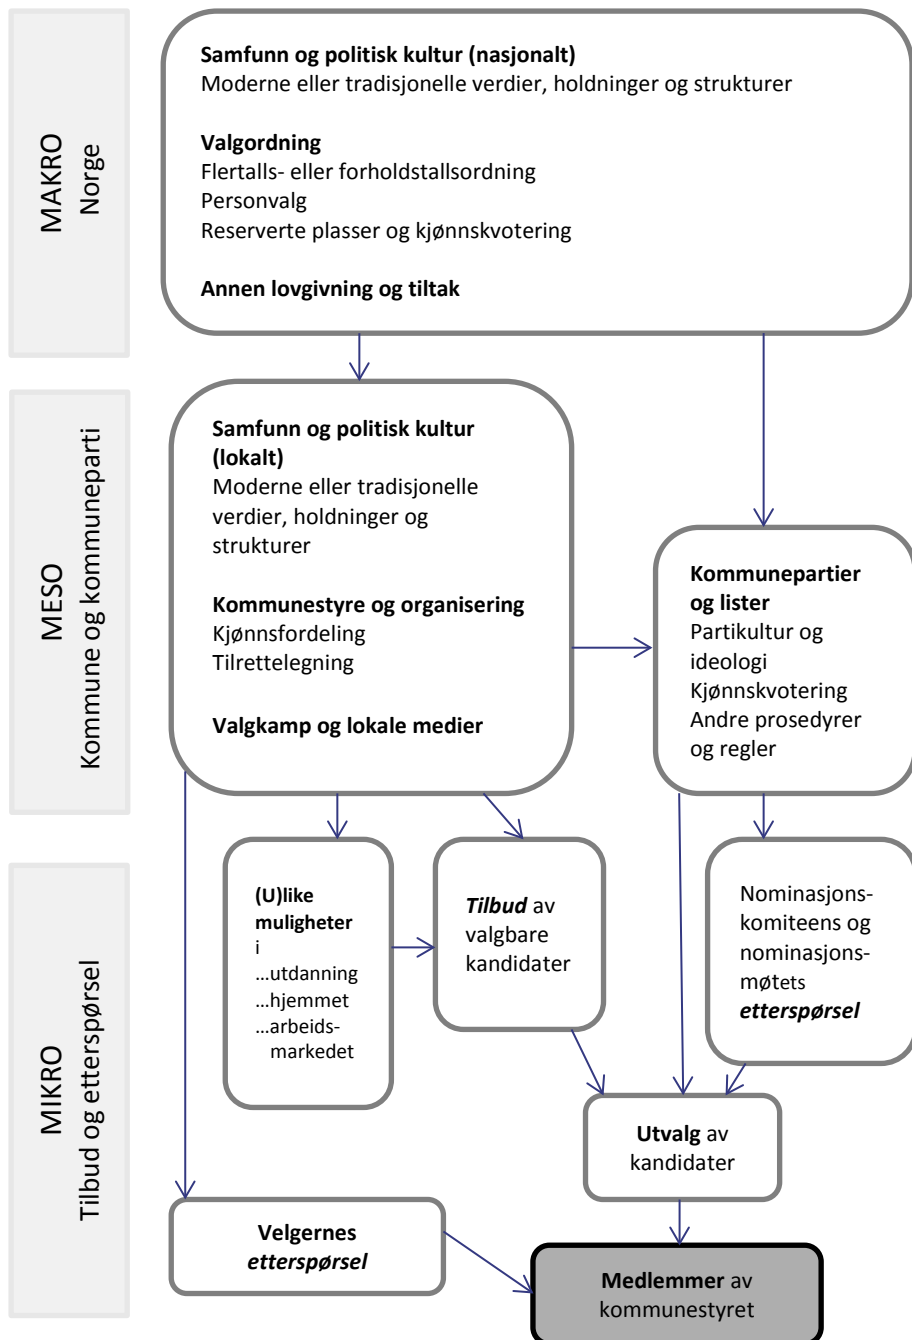 MAKRO
Norge
Samfunn og politisk kultur (nasjonalt)
Moderne eller tradisjonelle verdier, holdninger og strukturer
Valgordning
Flertalls- eller forholdstallsordning
Personvalg
Reserverte plasser og kjønnskvotering
Annen lovgivning og tiltak
MESO
Kommune og kommuneparti
Samfunn og politisk kultur
(lokalt)
Moderne eller tradisjonelle
verdier, holdninger og
strukturer
Kommunestyre og organisering
Kjønnsfordeling
Tilrettelegning
Valgkamp og lokale medier
Kommunepartier
og lister
Partikultur og
ideologi
Kjønnskvotering
Andre prosedyrer
og regler
MIKRO
Tilbud og etterspørsel
(U)like
muligheter
i
...utdanning
...hjemmet
...arbeids-
markedet
Tilbud av
valgbare
kandidater
Nominasjons-
komiteens og
nominasjons-
møtets
etterspørsel
Utvalg av
kandidater
Velgernes
etterspørsel
Medlemmer av
kommunestyret